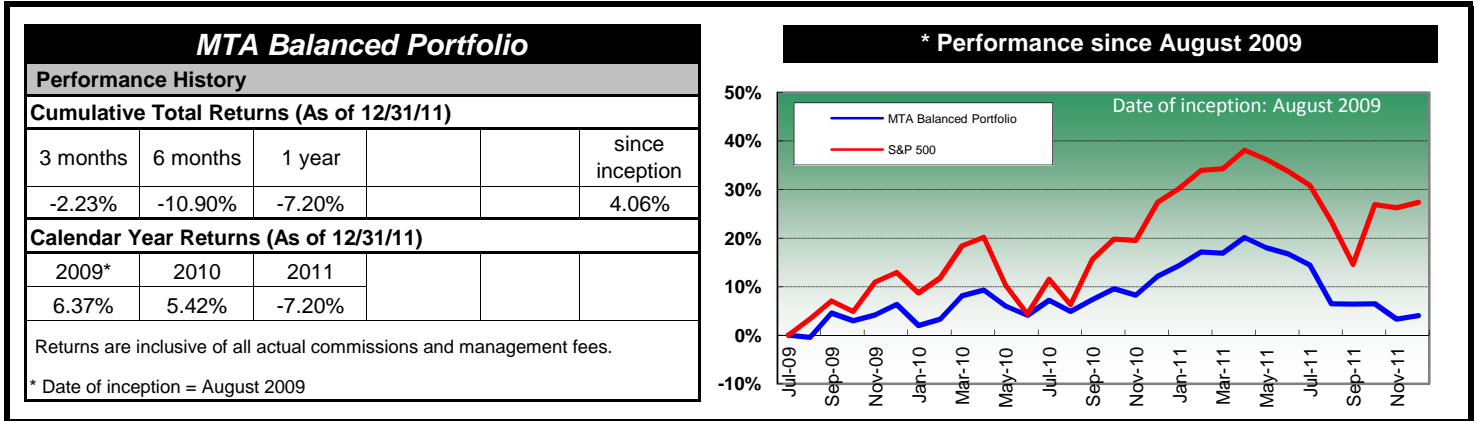 MTA Balanced Portfolio
Performance History
Cumulative Total Returns (As of 12/31/11)
3 months 6 months 1 year since inception
-2.23% -10.90% -7.20% 4.06%
Calendar Year Returns (As of 12/31/11)
2009* 2010 2011
6.37% 5.42% -7.20%
Returns are inclusive of all actual commissions and management fees.
* Date of inception = August 2009
* Performance since August 2009
Date of inception: August 2009
MTA Balanced Portfolio
S&P 500
50%
40%
30%
20%
10%
0%
-10%
Jul-09
Sep-09
Nov-09
Jan-10
Mar-10
May-10
Jul-10
Sep-10
Nov-10
Jan-11
Mar-11
May-11
Jul-11
Sep-11
Nov-11